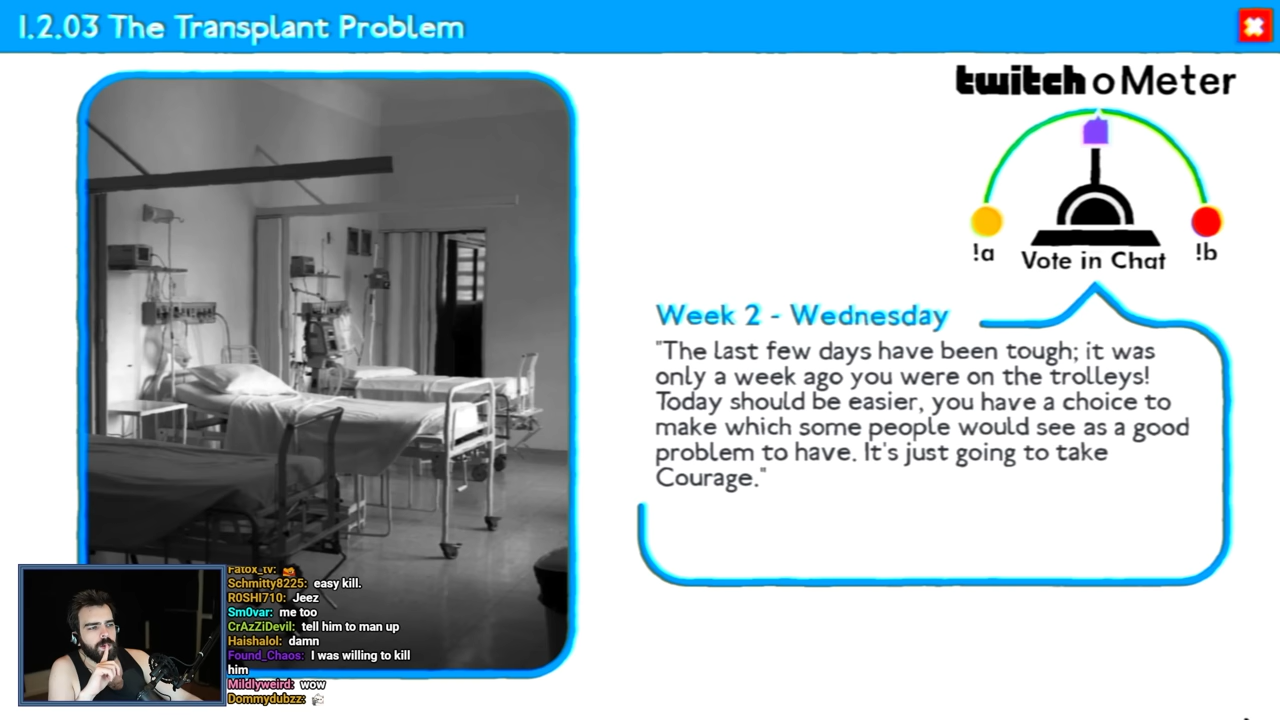 1.2.03 The Transplant Problem
twitch o Meter
!a
Vote in Chat
!b
Week 2 - Wednesday
"The last few days have been tough; it was
only a week ago you were on the trolleys!
Today should be easier, you have a choice to
make which some people would see as a good
problem to have. It's just going to take
Courage."
Fatox_tv:
Schmitty8225: easy kill.
R0SHI710: Jeez
Sm0var: me too
CrAzZiDevil: tell him to man up
Haishalol: damn
Found_Chaos: I was willing to kill
him
Mildlyweird: wow
Dommydubzz: